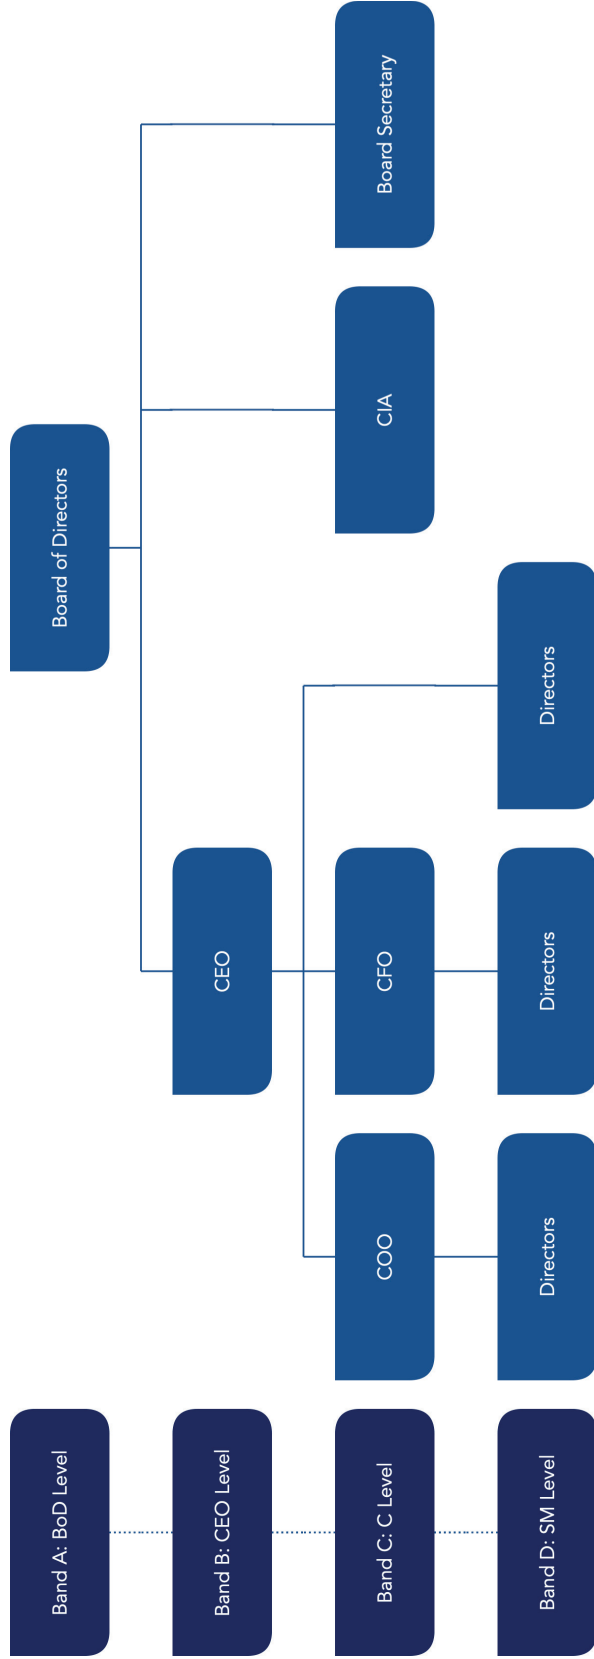 Band A: BoD Level
Board of Directors
Band B: CEO Level
CEO
Band C: C Level
COO
CFO
CIA
Board Secretary
Band D: SM Level
Directors
Directors
Directors